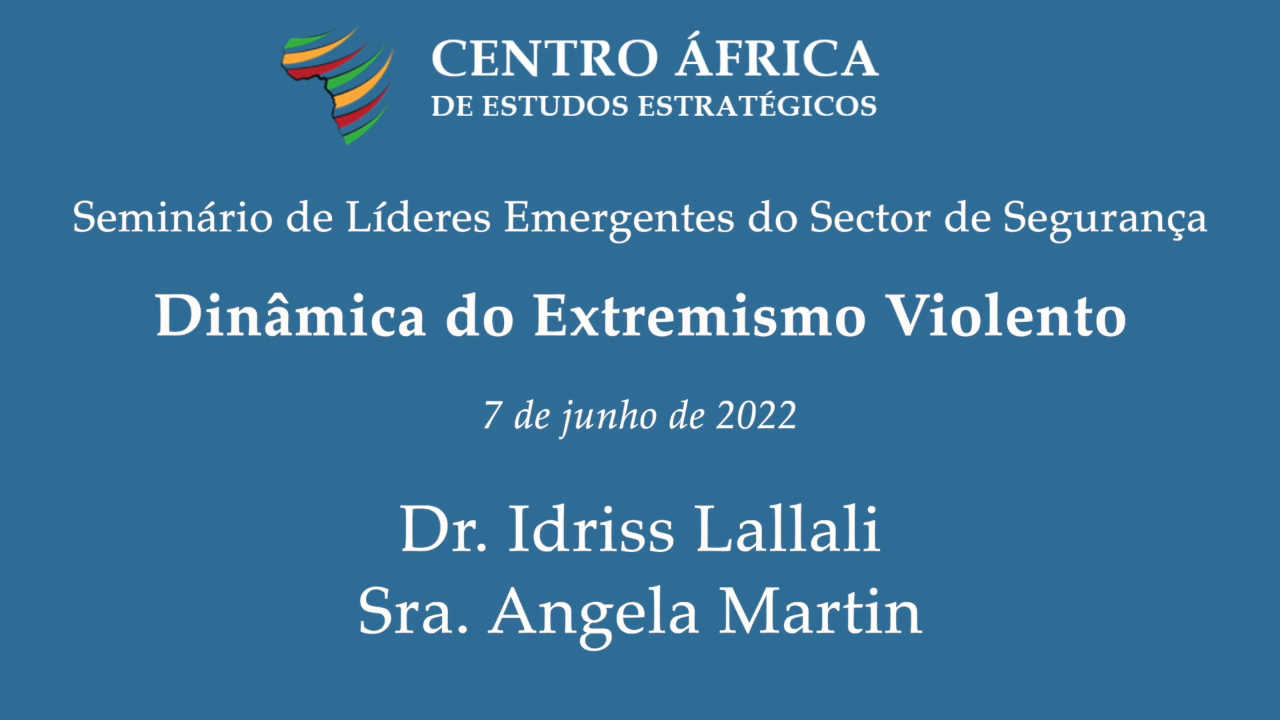 CENTRO ÁFRICA
DE ESTUDOS ESTRATÉGICOS
Seminário de Líderes Emergentes do Sector de Segurança
Dinâmica do Extremismo Violento
7 de junho de 2022
Dr. Idriss Lallali
Sra. Angela Martin